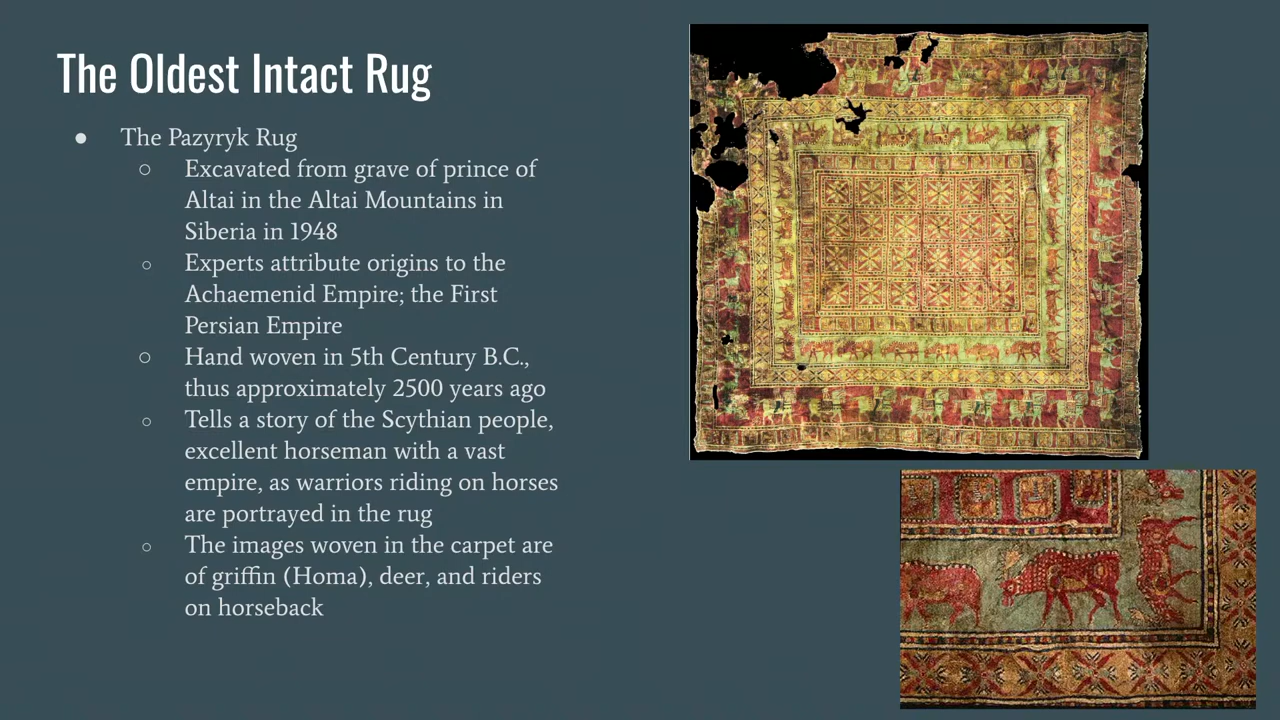 The Oldest Intact Rug
● The Pazyryk Rug
○ Excavated from grave of prince of
Altai in the Altai Mountains in
Siberia in 1948
○ Experts attribute origins to the
Achaemenid Empire; the First
Persian Empire
○ Hand woven in 5th Century B.C.,
thus approximately 2500 years ago
○ Tells a story of the Scythian people,
excellent horseman with a vast
empire, as warriors riding on horses
are portrayed in the rug
○ The images woven in the carpet are
of griffin (Homa), deer, and riders
on horseback